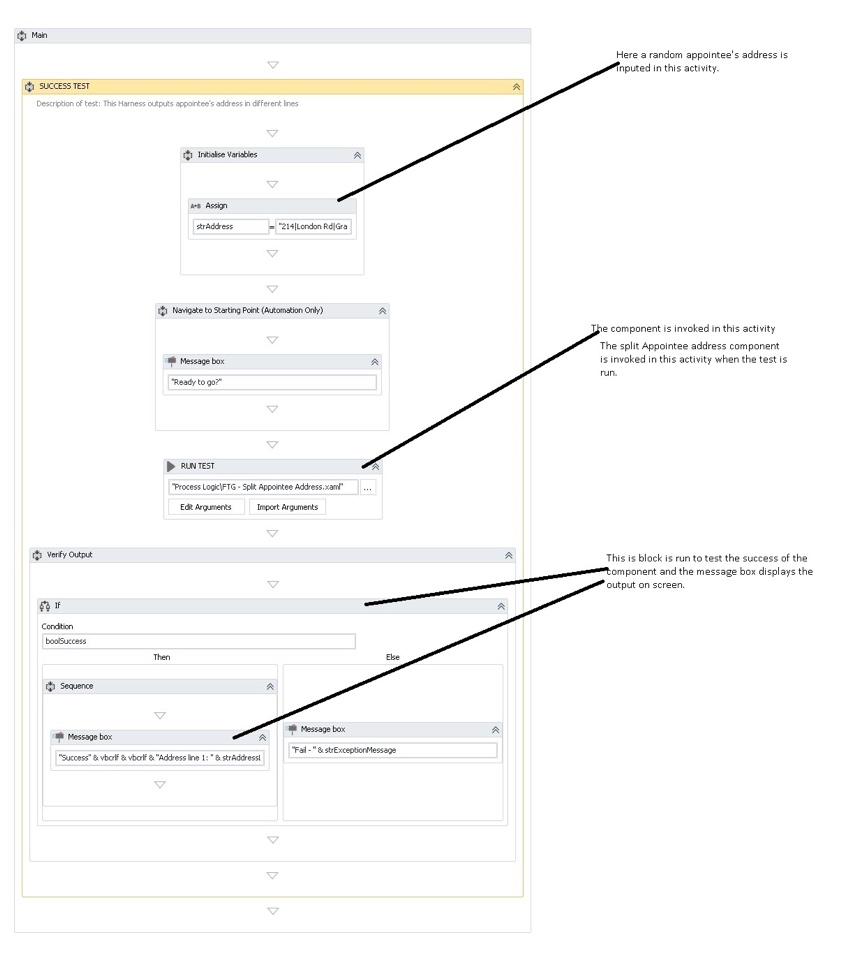 Main
Here a random appointee's address is
inputed in this activity.
SUCCESS TEST
Description of test: This Harness outputs appointee's address in different lines
Initialise Variables
A+B Assign
strAddress = "214|London Rd|Gra
Navigate to Starting Point (Automation Only)
The component is invoked in this activity
The split Appointee address component
is invoked in this activity when the test is
run.
Message box
"Ready to go?"
RUN TEST
"Process Logic\FTG - Split Appointee Address.xaml" ...
Edit Arguments Import Arguments
Verify Output
This is block is run to test the success of the
component and the message box displays the
output on screen.
If
Condition
boolSuccess
Then Else
Sequence
Message box
"Success" & vbcrlf & vbcrlf & "Address line 1: " & strAddressL
Message box
"Fail - " & strExceptionMessage